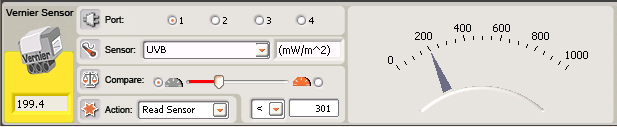 Vernier Sensor
Vernier
199.4
Port: 1 2 3 4
Sensor: UVB (mW/m^2)
Compare:
Action: Read Sensor < 301
0 200 400 600 800 1000